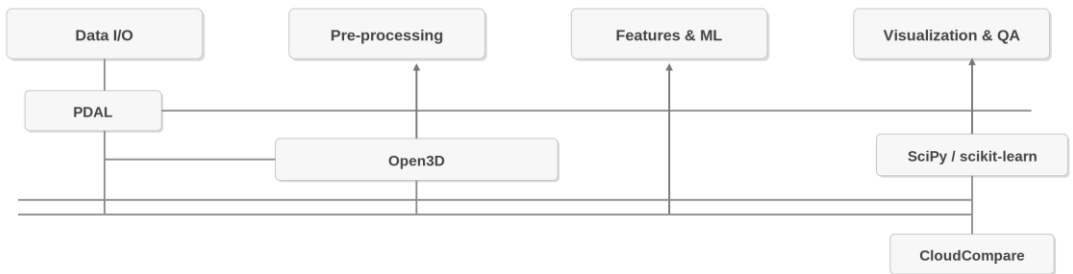 Data I/O
Pre-processing
Features & ML
Visualization & QA
PDAL
Open3D
SciPy / scikit-learn
CloudCompare